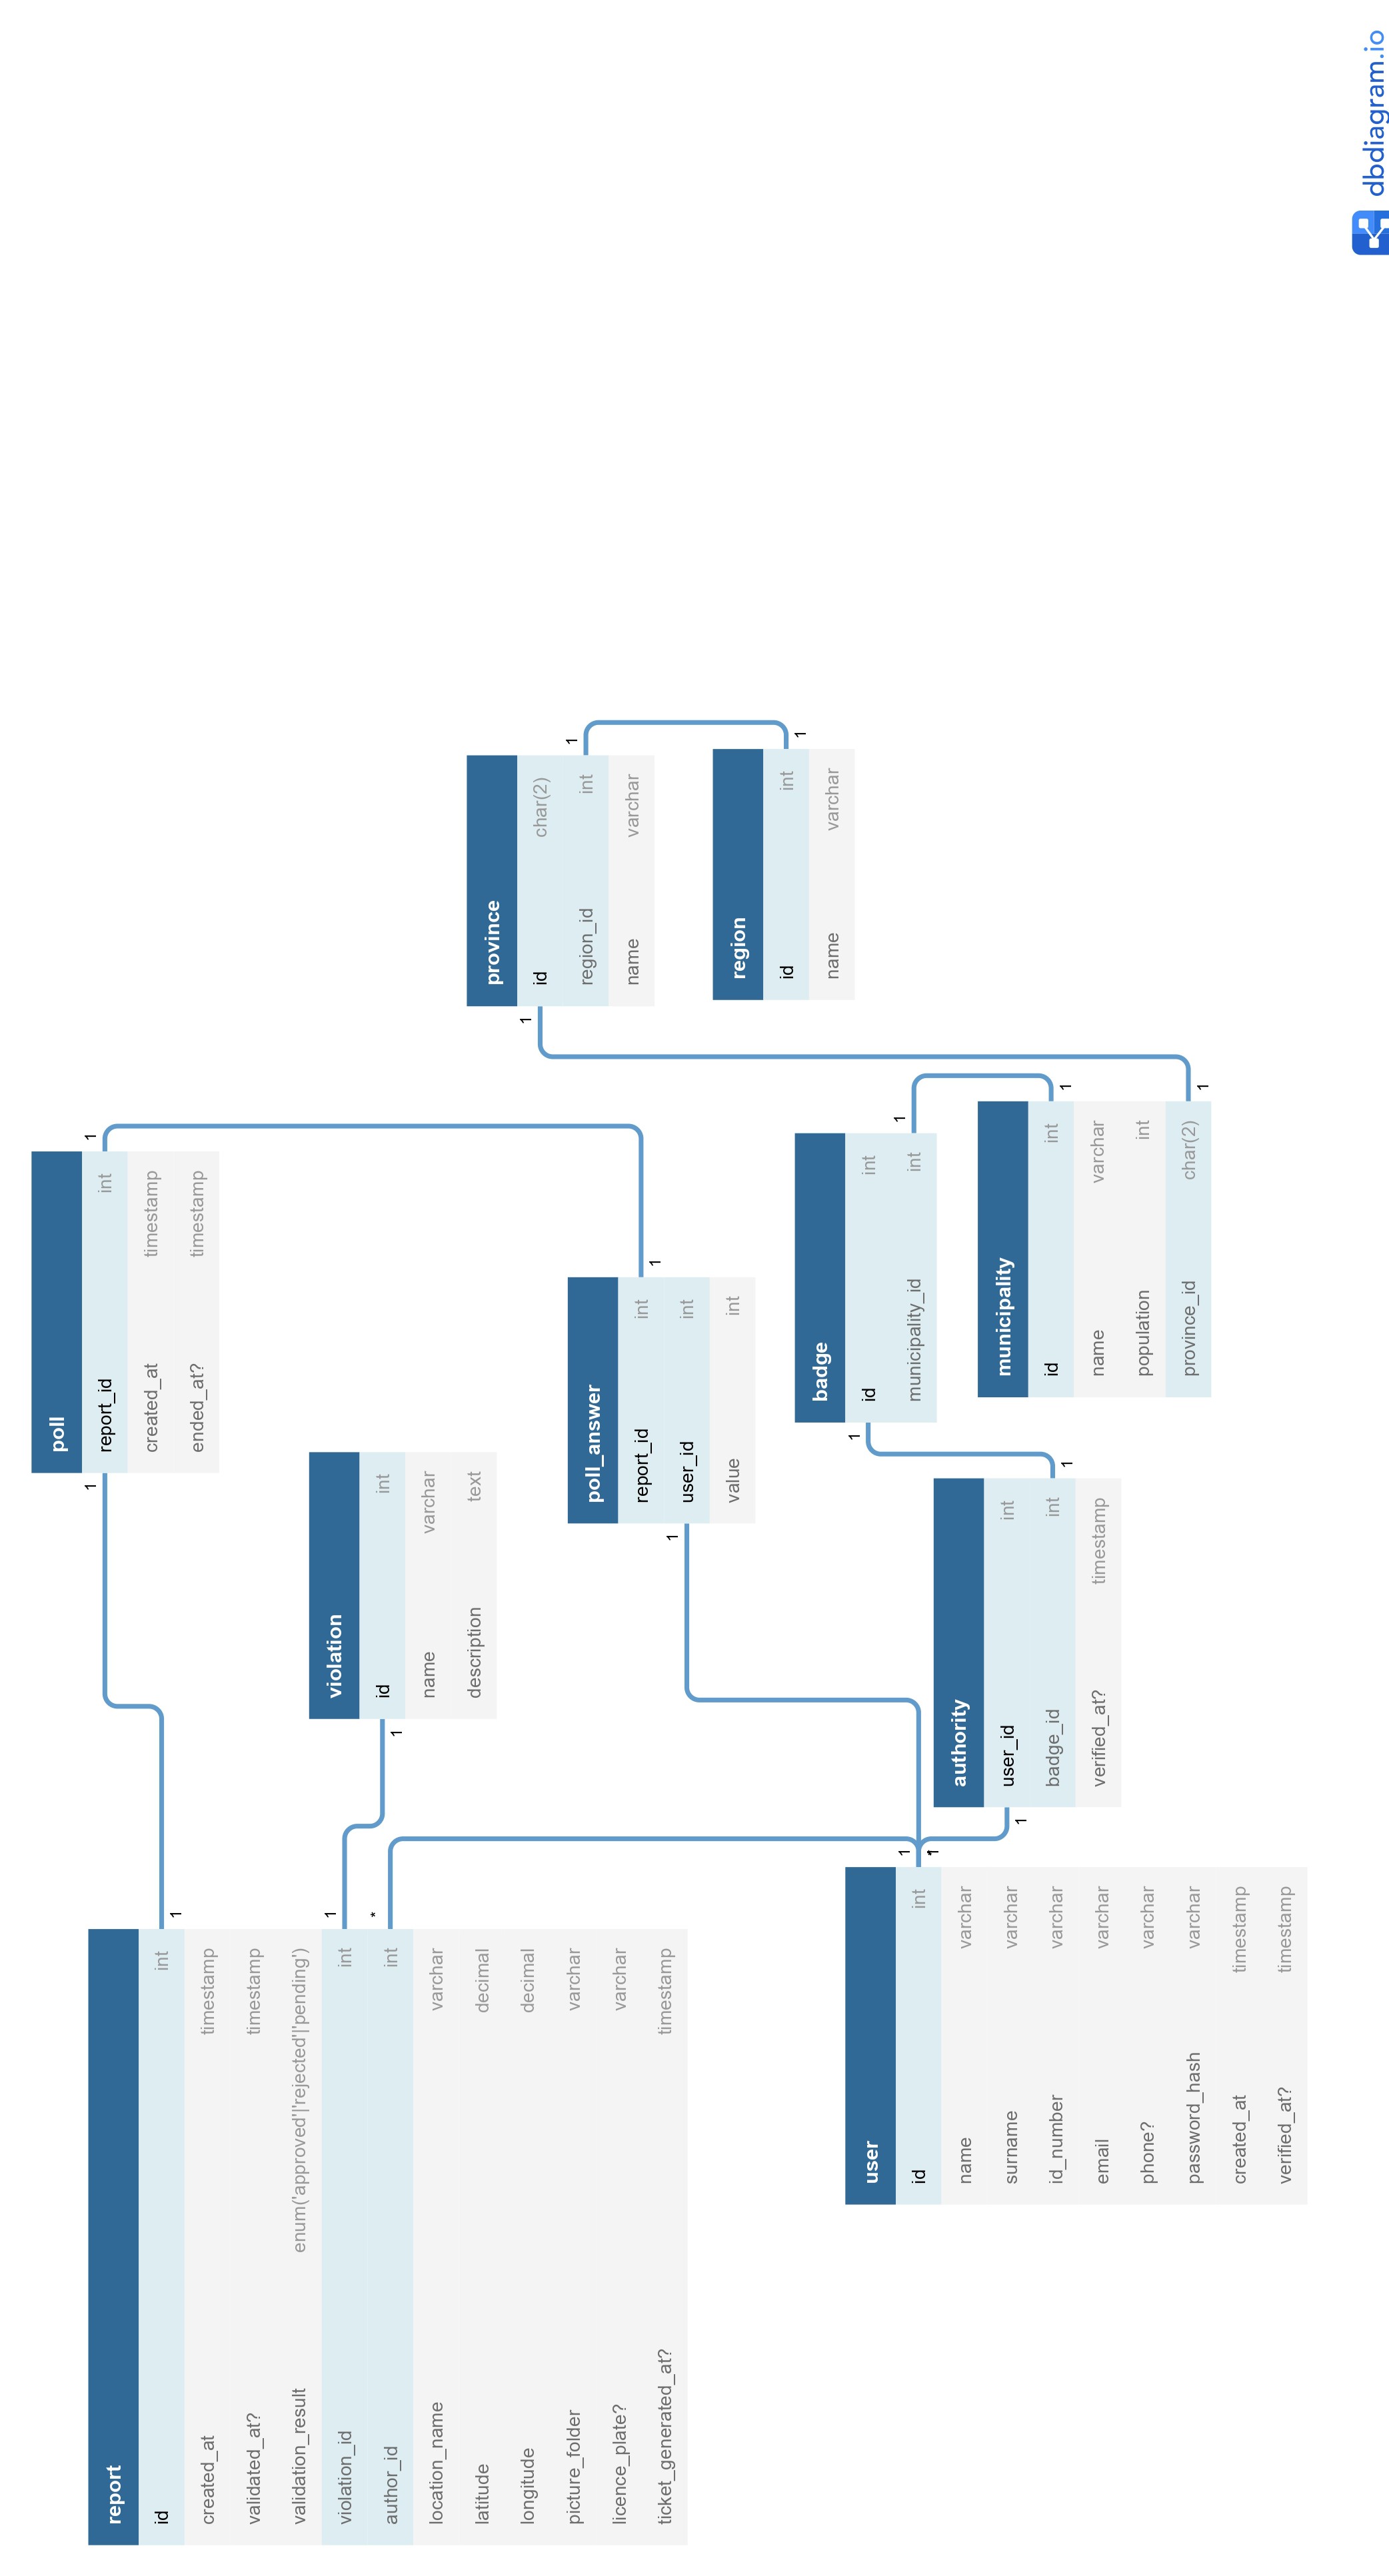 report
id int
created_at timestamp
validated_at? timestamp
validation_result enum('approved'|'rejected'|'pending')
violation_id int
author_id int
location_name varchar
latitude decimal
longitude decimal
picture_folder varchar
licence_plate? varchar
ticket_generated_at? timestamp
1
1
*
poll
report_id int
created_at timestamp
ended_at? timestamp
1
1
violation
id int
name varchar
description text
1
poll_answer
report_id int
user_id int
value int
1
1
user
id int
name varchar
surname varchar
id_number varchar
email varchar
phone? varchar
password_hash varchar
created_at timestamp
verified_at? timestamp
1
1
*
authority
user_id int
badge_id int
verified_at? timestamp
1
1
badge
id int
municipality_id int
1
1
municipality
id int
name varchar
population int
province_id char(2)
1
1
province
id char(2)
region_id int
name varchar
1
1
region
id int
name varchar
1
dbdiagram.io